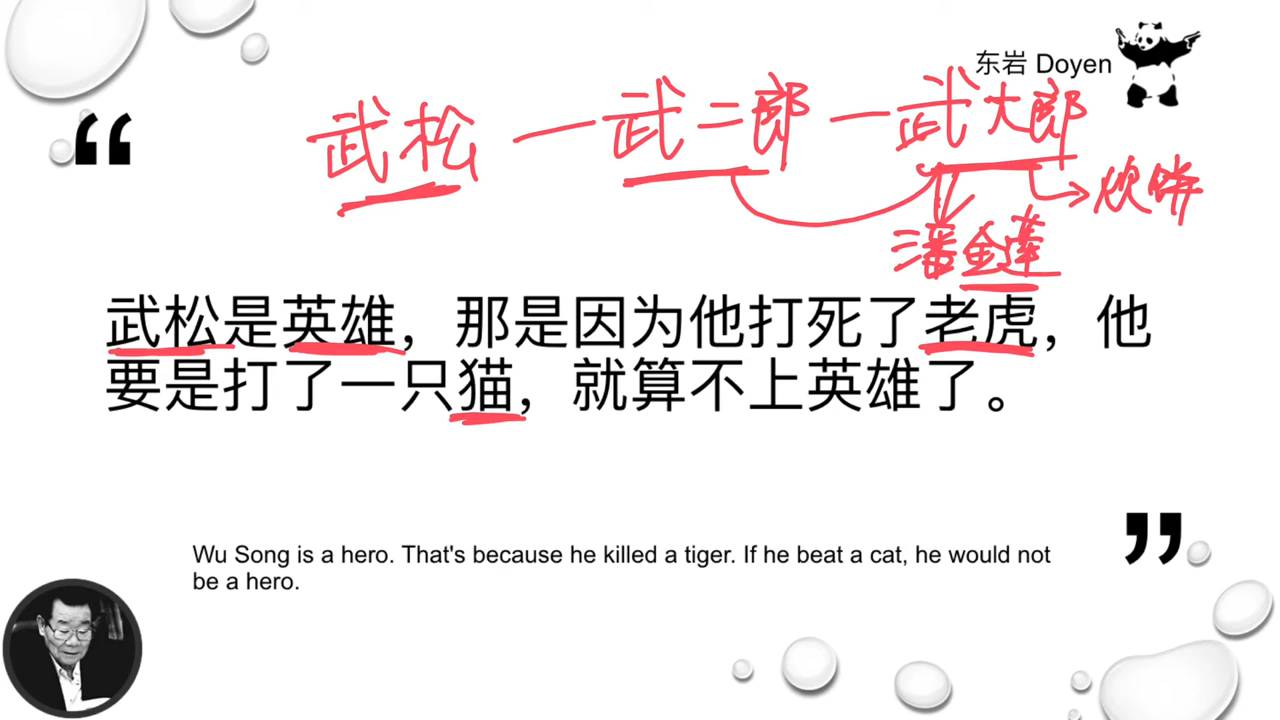 东岩 Doyen
“
武松 — 武二郎 — 武大郎
炊饼
潘金莲
武松是英雄，那是因为他打死了老虎，他
要是打了一只猫，就算不上英雄了。
”
Wu Song is a hero. That's because he killed a tiger. If he beat a cat, he would not
be a hero.